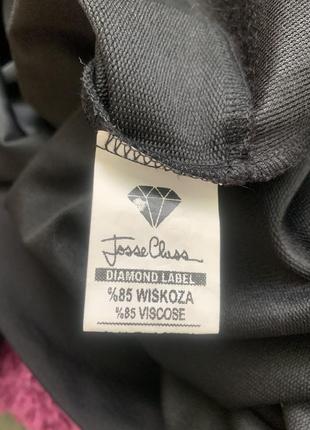 Josse Class
DIAMOND LABEL
%85 WISKOZA
%85 VISCOSE